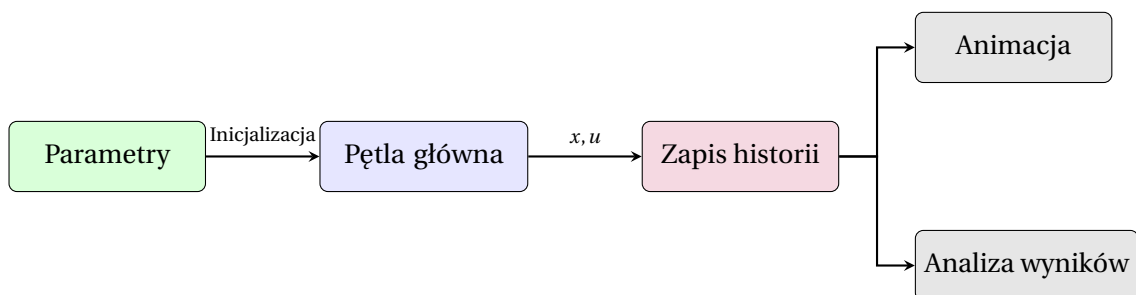 Animacja
Parametry
Inicjalizacja
Pętla główna
x, u
Zapis historii
Analiza wyników